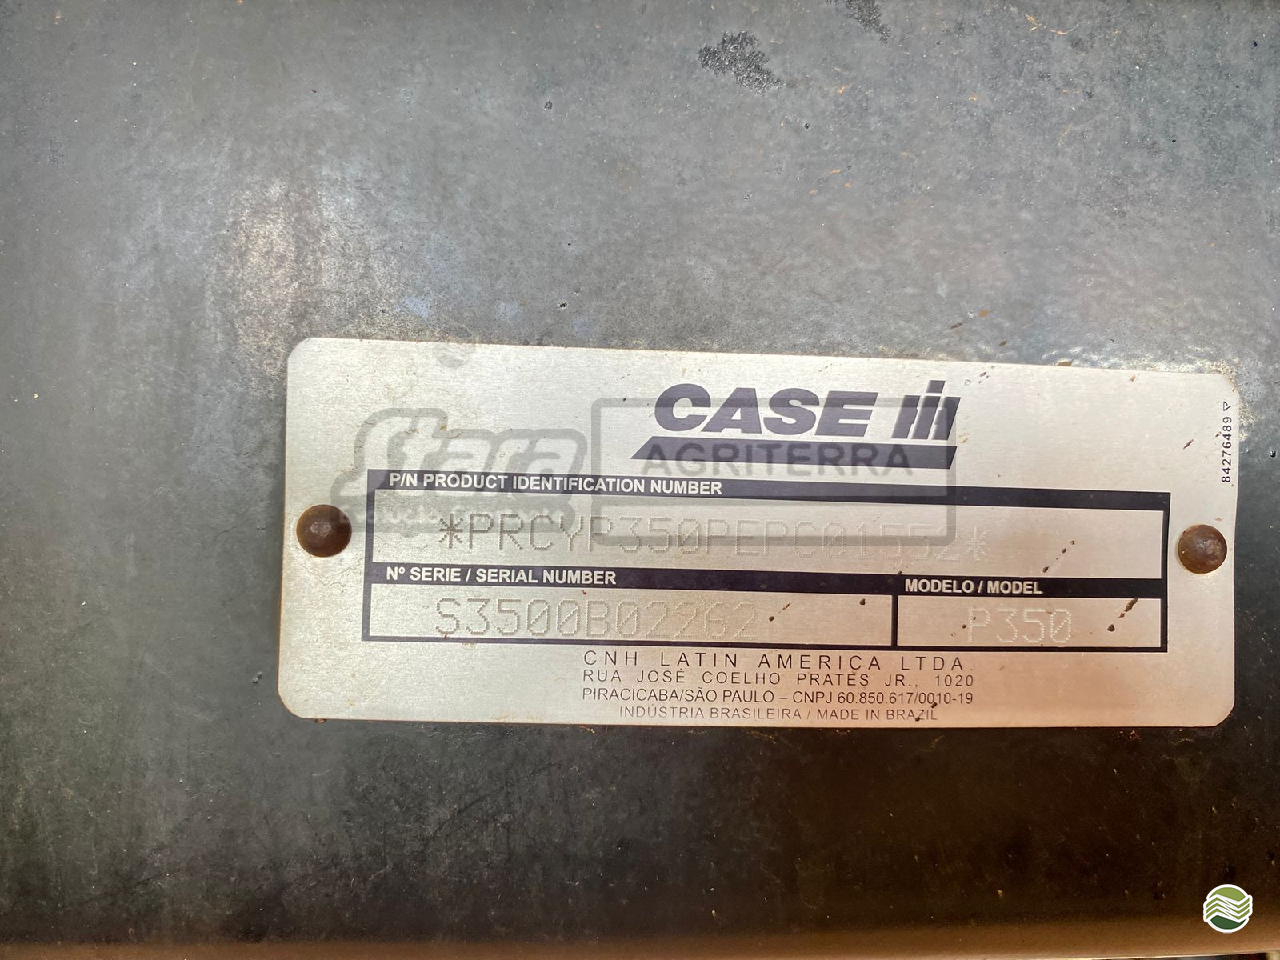 CASE IH
Stara
AGRITERRA
P/N PRODUCT IDENTIFICATION NUMBER
*PRCYP350PEPC01552*
Nº SERIE / SERIAL NUMBER
MODELO / MODEL
S3500B02262
P350
CNH LATIN AMERICA LTDA.
RUA JOSÉ COELHO PRATES JR., 1020
PIRACICABA/SÃO PAULO – CNPJ 60.850.617/0010-19
INDÚSTRIA BRASILEIRA / MADE IN BRAZIL
84276489